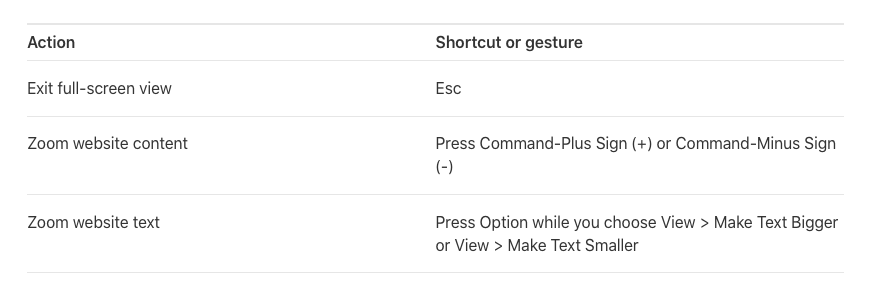 Action Shortcut or gesture
Exit full-screen view Esc
Zoom website content Press Command-Plus Sign (+) or Command-Minus Sign
(-)
Zoom website text Press Option while you choose View > Make Text Bigger
or View > Make Text Smaller